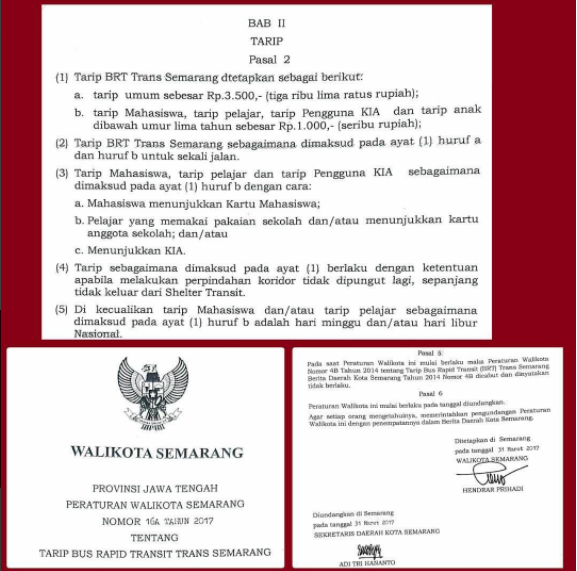 BAB II
TARIP
Pasal 2
(1) Tarip BRT Trans Semarang dtetapkan sebagai berikut:
a. tarip umum sebesar Rp.3.500,- (tiga ribu lima ratus rupiah);
b. tarip Mahasiswa, tarip pelajar, tarip Pengguna KIA dan tarip anak
dibawah umur lima tahun sebesar Rp.1.000,- (seribu rupiah);
(2) Tarip BRT Trans Semarang sebagaimana dimaksud pada ayat (1) huruf a
dan huruf b untuk sekali jalan.
(3) Tarip Mahasiswa, tarip pelajar dan tarip Pengguna KIA sebagaimana
dimaksud pada ayat (1) huruf b dengan cara:
a. Mahasiswa menunjukkan Kartu Mahasiswa;
b. Pelajar yang memakai pakaian sekolah dan/atau menunjukkan kartu
anggota sekolah; dan/atau
c. Menunjukkan KIA.
(4) Tarip sebagaimana dimaksud pada ayat (1) berlaku dengan ketentuan
apabila melakukan perpindahan koridor tidak dipungut lagi, sepanjang
tidak keluar dari Shelter Transit.
(5) Di kecualikan tarip Mahasiswa dan/atau tarip pelajar sebagaimana
dimaksud pada ayat (1) huruf b adalah hari minggu dan/atau hari libur
Nasional.
WALIKOTA SEMARANG
PROVINSI JAWA TENGAH
PERATURAN WALIKOTA SEMARANG
NOMOR 16A TAHUN 2017
TENTANG
TARIP BUS RAPID TRANSIT TRANS SEMARANG
Pasal 5
Pada saat Peraturan Walikota ini mulai berlaku maka Peraturan Walikota
Nomor 4B Tahun 2014 tentang Tarip Bus Rapid Transit (BRT) Trans Semarang
Berita Daerah Kota Semarang Tahun 2014 Nomor 4B dicabut dan dinyatakan
tidak berlaku.
Pasal 6
Peraturan Walikota ini mulai berlaku pada tanggal diundangkan.
Agar setiap orang mengetahuinya, memerintahkan pengundangan Peraturan
Walikota ini dengan penempatannya dalam Berita Daerah Kota Semarang.
Ditetapkan di Semarang
pada tanggal 31 Maret 2017
WALIKOTA SEMARANG
HENDRAR PRIHADI
Diundangkan di Semarang
pada tanggal 31 Maret 2017
SEKRETARIS DAERAH KOTA SEMARANG
ADI TRI HANANTO